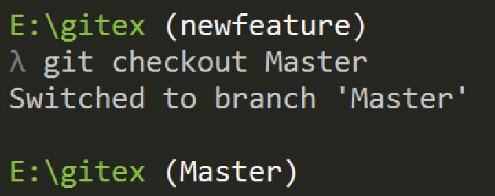 E:\gitex (newfeature)
λ git checkout Master
Switched to branch 'Master'
E:\gitex (Master)